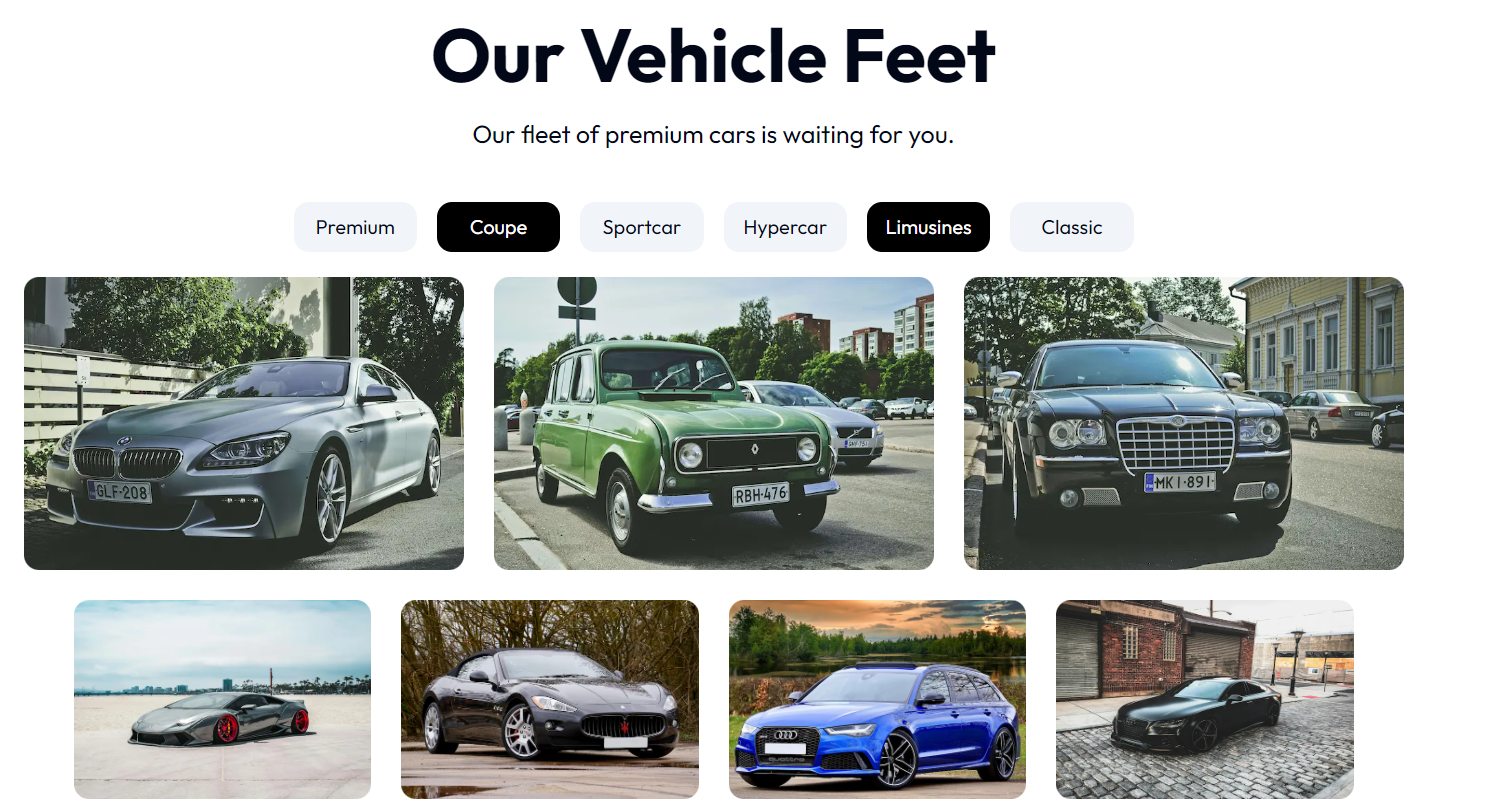 Our Vehicle Feet
Our fleet of premium cars is waiting for you.
Premium
Coupe
Sportcar
Hypercar
Limusines
Classic
GLF-208
RBH-476
MKI-891
quattro